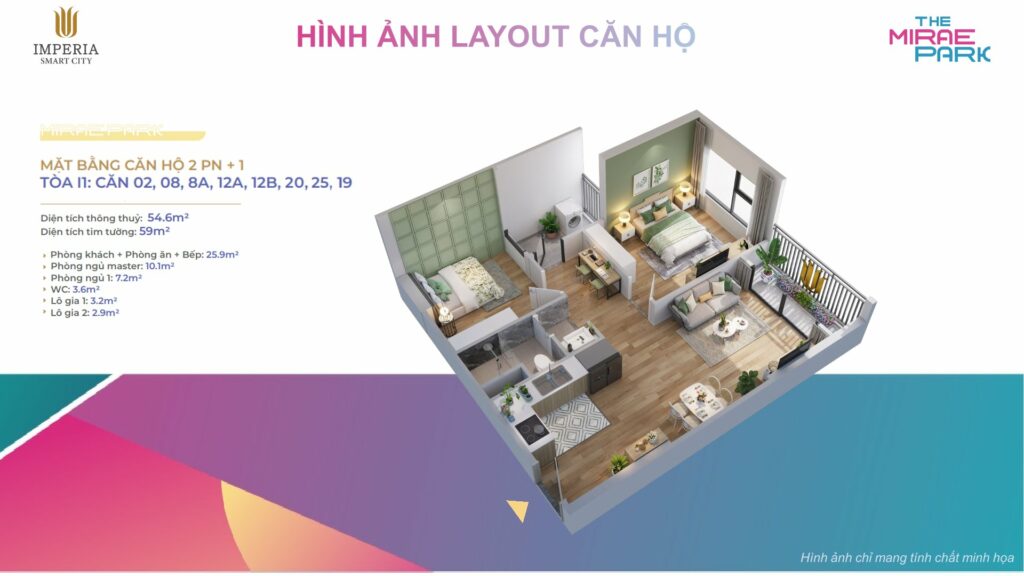 IMPERIA
SMART CITY
HÌNH ẢNH LAYOUT CĂN HỘ
THE
MIRAE
PARK
MIRAE PARK
MẶT BẰNG CĂN HỘ 2 PN + 1
TÒA I1: CĂN 02, 08, 8A, 12A, 12B, 20, 25, 19
Diện tích thông thuỷ: 54.6m²
Diện tích tim tường: 59m²
Phòng khách + Phòng ăn + Bếp: 25.9m²
Phòng ngủ master: 10.1m²
Phòng ngủ 1: 7.2m²
WC: 3.6m²
Lô gia 1: 3.2m²
Lô gia 2: 2.9m²
Hình ảnh chỉ mang tính chất minh họa